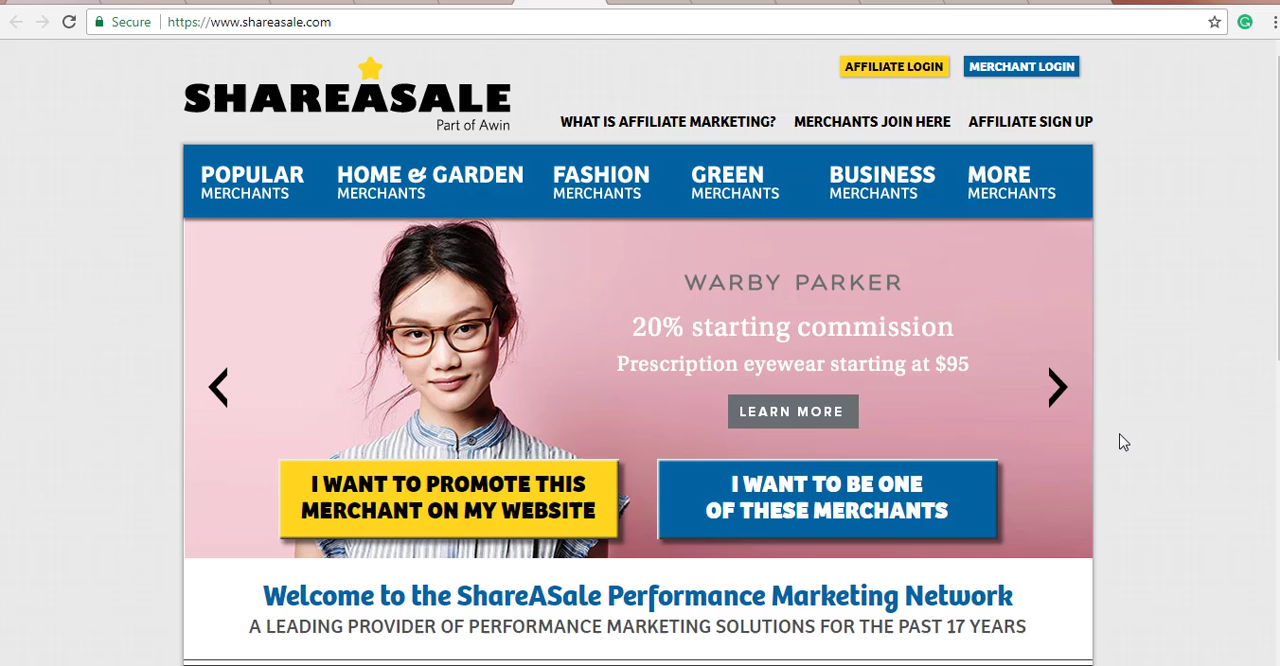 Secure
https://www.shareasale.com
AFFILIATE LOGIN
MERCHANT LOGIN
SHAREASALE
Part of Awin
WHAT IS AFFILIATE MARKETING?
MERCHANTS JOIN HERE
AFFILIATE SIGN UP
POPULAR
MERCHANTS
HOME & GARDEN
MERCHANTS
FASHION
MERCHANTS
GREEN
MERCHANTS
BUSINESS
MERCHANTS
MORE
MERCHANTS
WARBY PARKER
20% starting commission
Prescription eyewear starting at $95
LEARN MORE
I WANT TO PROMOTE THIS
MERCHANT ON MY WEBSITE
I WANT TO BE ONE
OF THESE MERCHANTS
Welcome to the ShareASale Performance Marketing Network
A LEADING PROVIDER OF PERFORMANCE MARKETING SOLUTIONS FOR THE PAST 17 YEARS